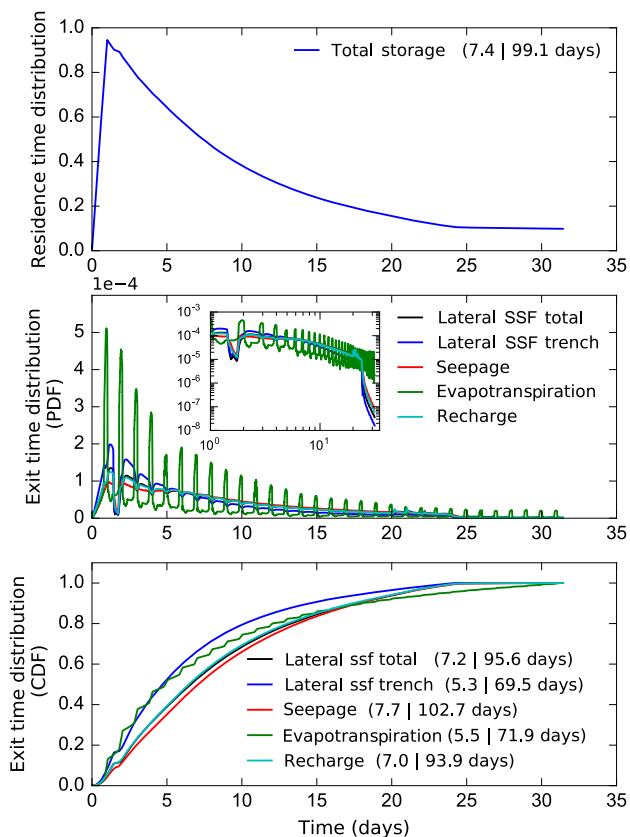 Residence time distribution
1.0
0.8
0.6
0.4
0.2
0.0
Total storage (7.4 | 99.1 days)
0 5 10 15 20 25 30 35
1e−4
Exit time distribution
(PDF)
5
4
3
2
1
0
10⁻³
10⁻⁴
10⁻⁵
10⁻⁶
10⁻⁷
10⁻⁸
10⁰ 10¹
Lateral SSF total
Lateral SSF trench
Seepage
Evapotranspiration
Recharge
0 5 10 15 20 25 30 35
Exit time distribution
(CDF)
1.0
0.8
0.6
0.4
0.2
0.0
Lateral ssf total (7.2 | 95.6 days)
Lateral ssf trench (5.3 | 69.5 days)
Seepage (7.7 | 102.7 days)
Evapotranspiration (5.5 | 71.9 days)
Recharge (7.0 | 93.9 days)
0 5 10 15 20 25 30 35
Time (days)